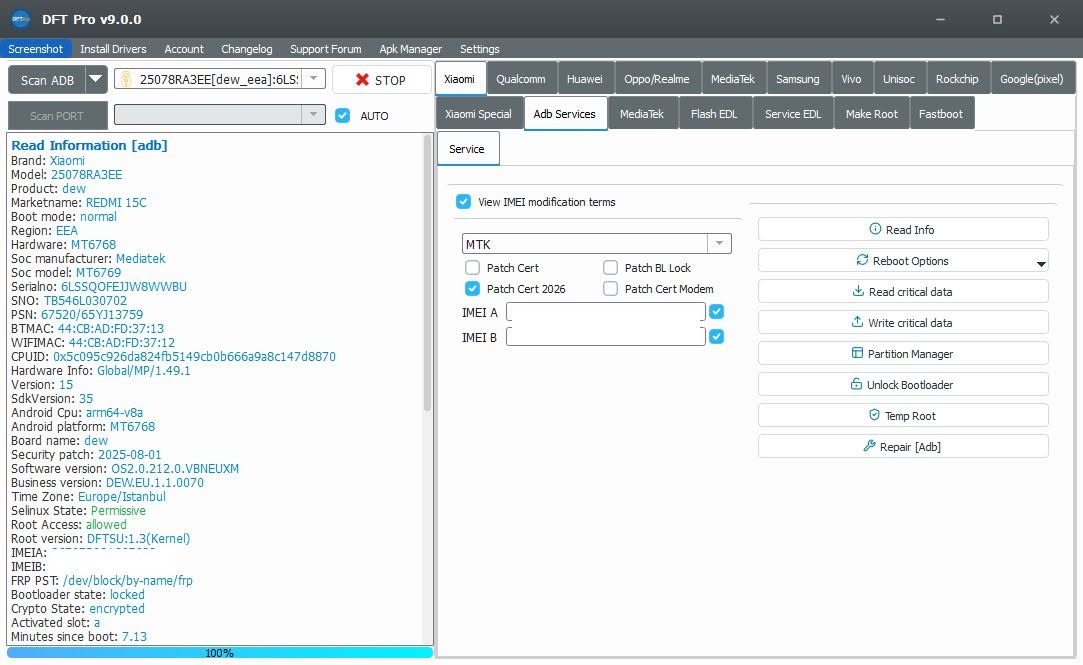 DFT Pro v9.0.0
Screenshot Install Drivers Account Changelog Support Forum Apk Manager Settings
Scan ADB 25078RA3EE[dew_eea]:6LS STOP
Scan PORT AUTO
Read Information [adb]
Brand: Xiaomi
Model: 25078RA3EE
Product: dew
Marketname: REDMI 15C
Boot mode: normal
Region: EEA
Hardware: MT6768
Soc manufacturer: Mediatek
Soc model: MT6769
Serialno: 6LSSQOFEJJW8WWBU
SNO: TB546L030702
PSN: 67520/65YJ13759
BTMAC: 44:CB:AD:FD:37:13
WIFIMAC: 44:CB:AD:FD:37:12
CPUID: 0x5c095c926da824fb5149cb0b666a9a8c147d8870
Hardware Info: Global/MP/1.49.1
Version: 15
SdkVersion: 35
Android Cpu: arm64-v8a
Android platform: MT6768
Board name: dew
Security patch: 2025-08-01
Software version: OS2.0.212.0.VBNEUXM
Business version: DEW.EU.1.1.0070
Time Zone: Europe/Istanbul
Selinux State: Permissive
Root Access: allowed
Root version: DFTSU:1.3(Kernel)
IMEIA:
IMEIB:
FRP PST: /dev/block/by-name/frp
Bootloader state: locked
Crypto State: encrypted
Activated slot: a
Minutes since boot: 7.13
100%
Xiaomi Qualcomm Huawei Oppo/Realme MediaTek Samsung Vivo Unisoc Rockchip Google(pixel)
Xiaomi Special Adb Services MediaTek Flash EDL Service EDL Make Root Fastboot
Service
View IMEI modification terms
MTK
Patch Cert Patch BL Lock
Patch Cert 2026 Patch Cert Modem
IMEI A
IMEI B
Read Info
Reboot Options
Read critical data
Write critical data
Partition Manager
Unlock Bootloader
Temp Root
Repair [Adb]